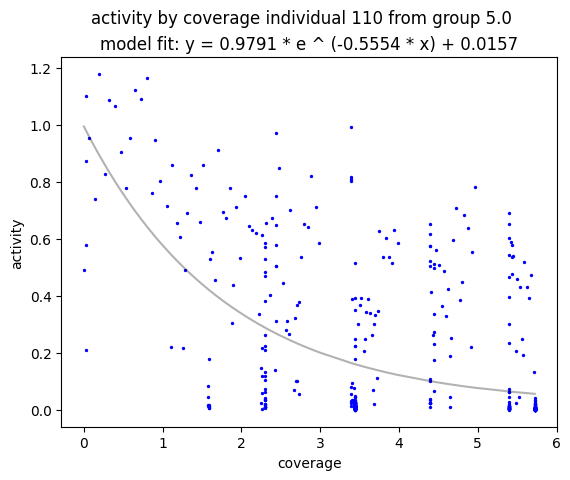 activity by coverage individual 110 from group 5.0
model fit: y = 0.9791 * e ^ (-0.5554 * x) + 0.0157
1.2
1.0
0.8
0.6
0.4
0.2
0.0
activity
0 1 2 3 4 5 6
coverage